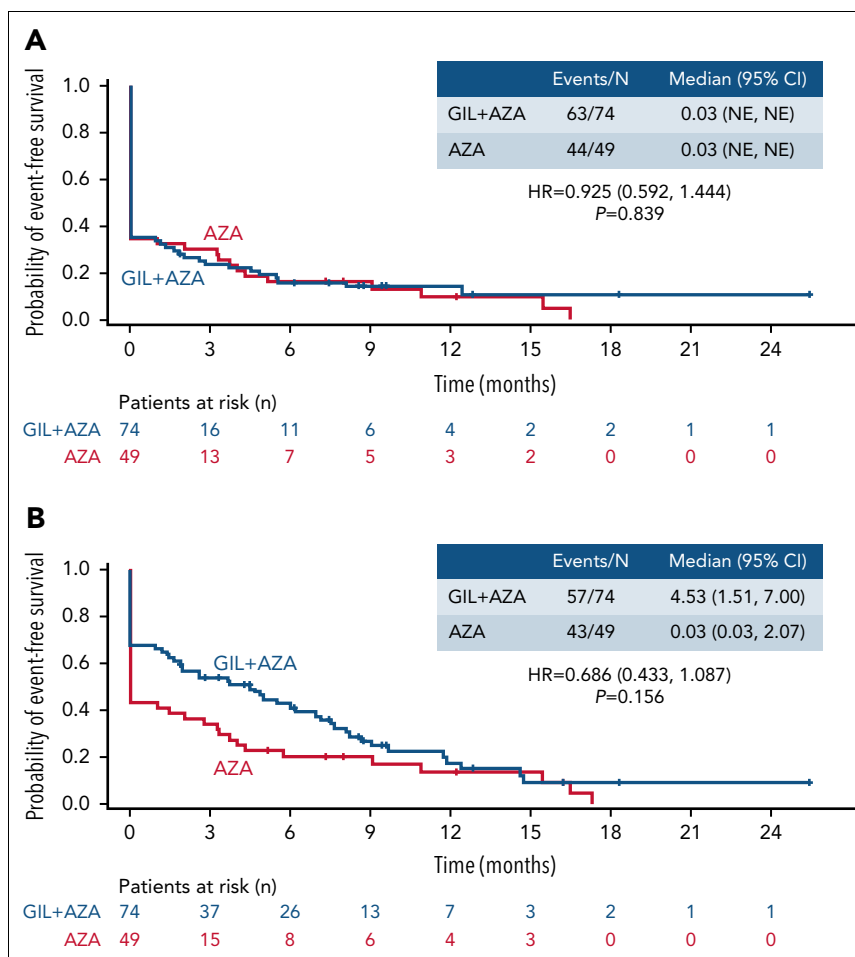 A
Probability of event-free survival
1.0
0.8
0.6
0.4
0.2
0.0
Events/N Median (95% CI)
GIL+AZA 63/74 0.03 (NE, NE)
AZA 44/49 0.03 (NE, NE)
HR=0.925 (0.592, 1.444)
P=0.839
AZA
GIL+AZA
0 3 6 9 12 15 18 21 24
Time (months)
Patients at risk (n)
GIL+AZA 74 16 11 6 4 2 2 1 1
AZA 49 13 7 5 3 2 0 0 0
B
Probability of event-free survival
1.0
0.8
0.6
0.4
0.2
0.0
Events/N Median (95% CI)
GIL+AZA 57/74 4.53 (1.51, 7.00)
AZA 43/49 0.03 (0.03, 2.07)
HR=0.686 (0.433, 1.087)
P=0.156
GIL+AZA
AZA
0 3 6 9 12 15 18 21 24
Time (months)
Patients at risk (n)
GIL+AZA 74 37 26 13 7 3 2 1 1
AZA 49 15 8 6 4 3 0 0 0